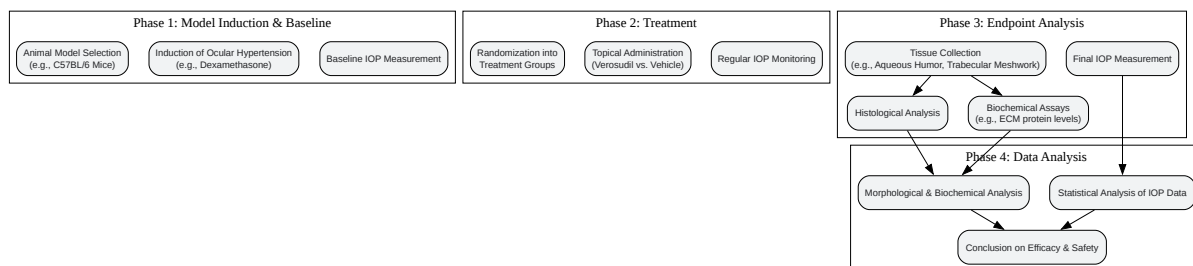 Phase 1: Model Induction & Baseline
Animal Model Selection
(e.g., C57BL/6 Mice)
Induction of Ocular Hypertension
(e.g., Dexamethasone)
Baseline IOP Measurement
Phase 2: Treatment
Randomization into
Treatment Groups
Topical Administration
(Verosudil vs. Vehicle)
Regular IOP Monitoring
Phase 3: Endpoint Analysis
Tissue Collection
(e.g., Aqueous Humor, Trabecular Meshwork)
Final IOP Measurement
Histological Analysis
Biochemical Assays
(e.g., ECM protein levels)
Phase 4: Data Analysis
Morphological & Biochemical Analysis
Statistical Analysis of IOP Data
Conclusion on Efficacy & Safety